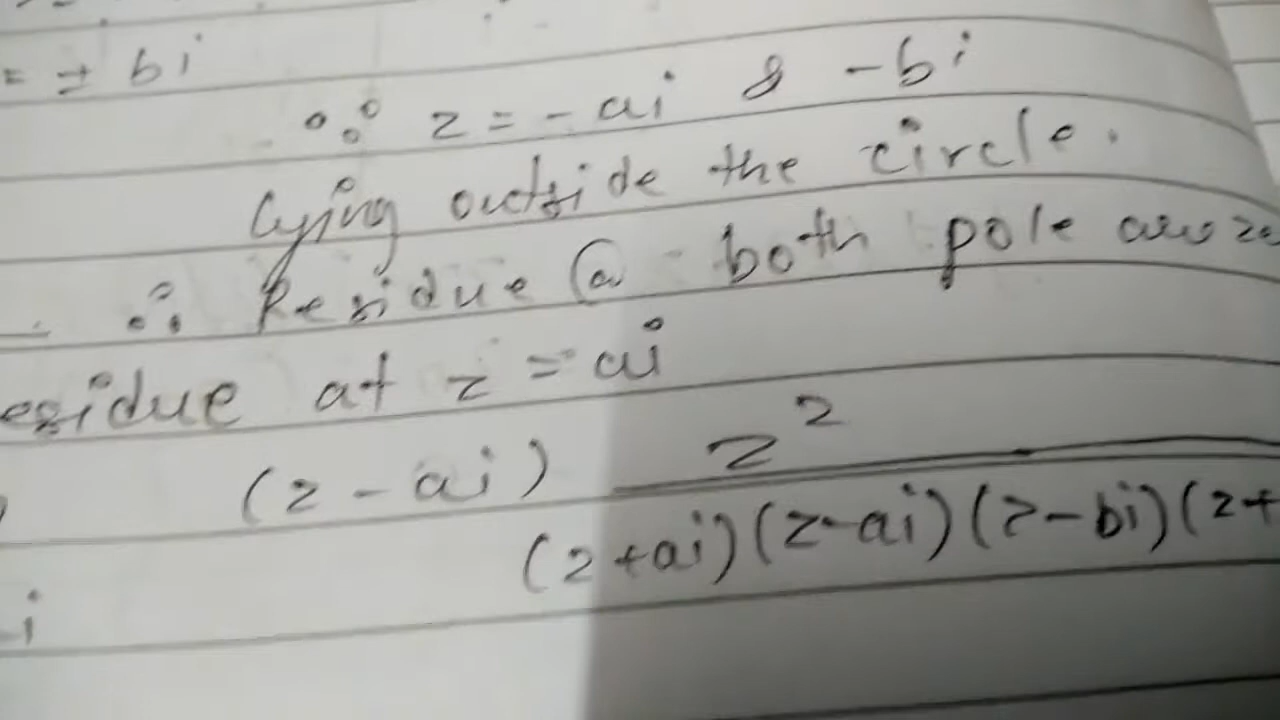 = ± bi
∵ z = - ai & - bi
lying outside the circle.
∴ Residue @ both pole are
esidue at z = ai
(z - ai) z²
(z + ai) (z - ai) (z - bi) (z +
i